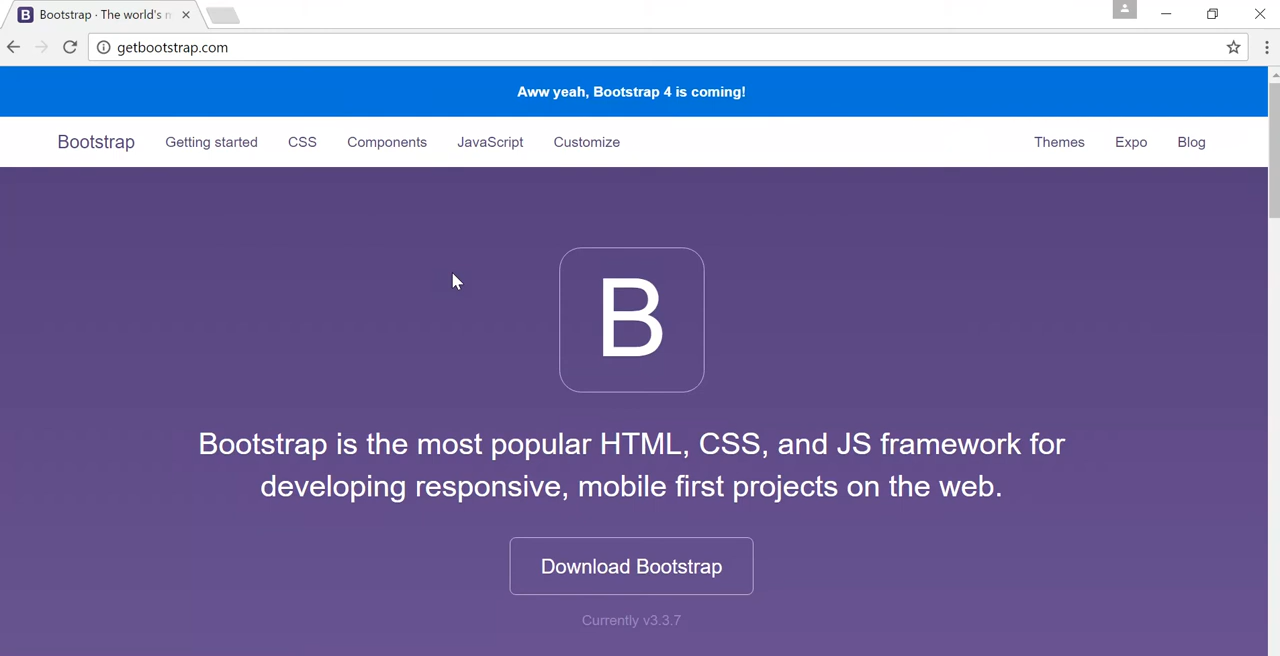 B Bootstrap · The world's
getbootstrap.com
Aww yeah, Bootstrap 4 is coming!
Bootstrap Getting started CSS Components JavaScript Customize Themes Expo Blog
B
Bootstrap is the most popular HTML, CSS, and JS framework for
developing responsive, mobile first projects on the web.
Download Bootstrap
Currently v3.3.7